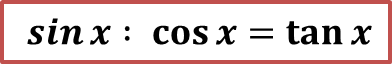 sin x : cos x = tan x